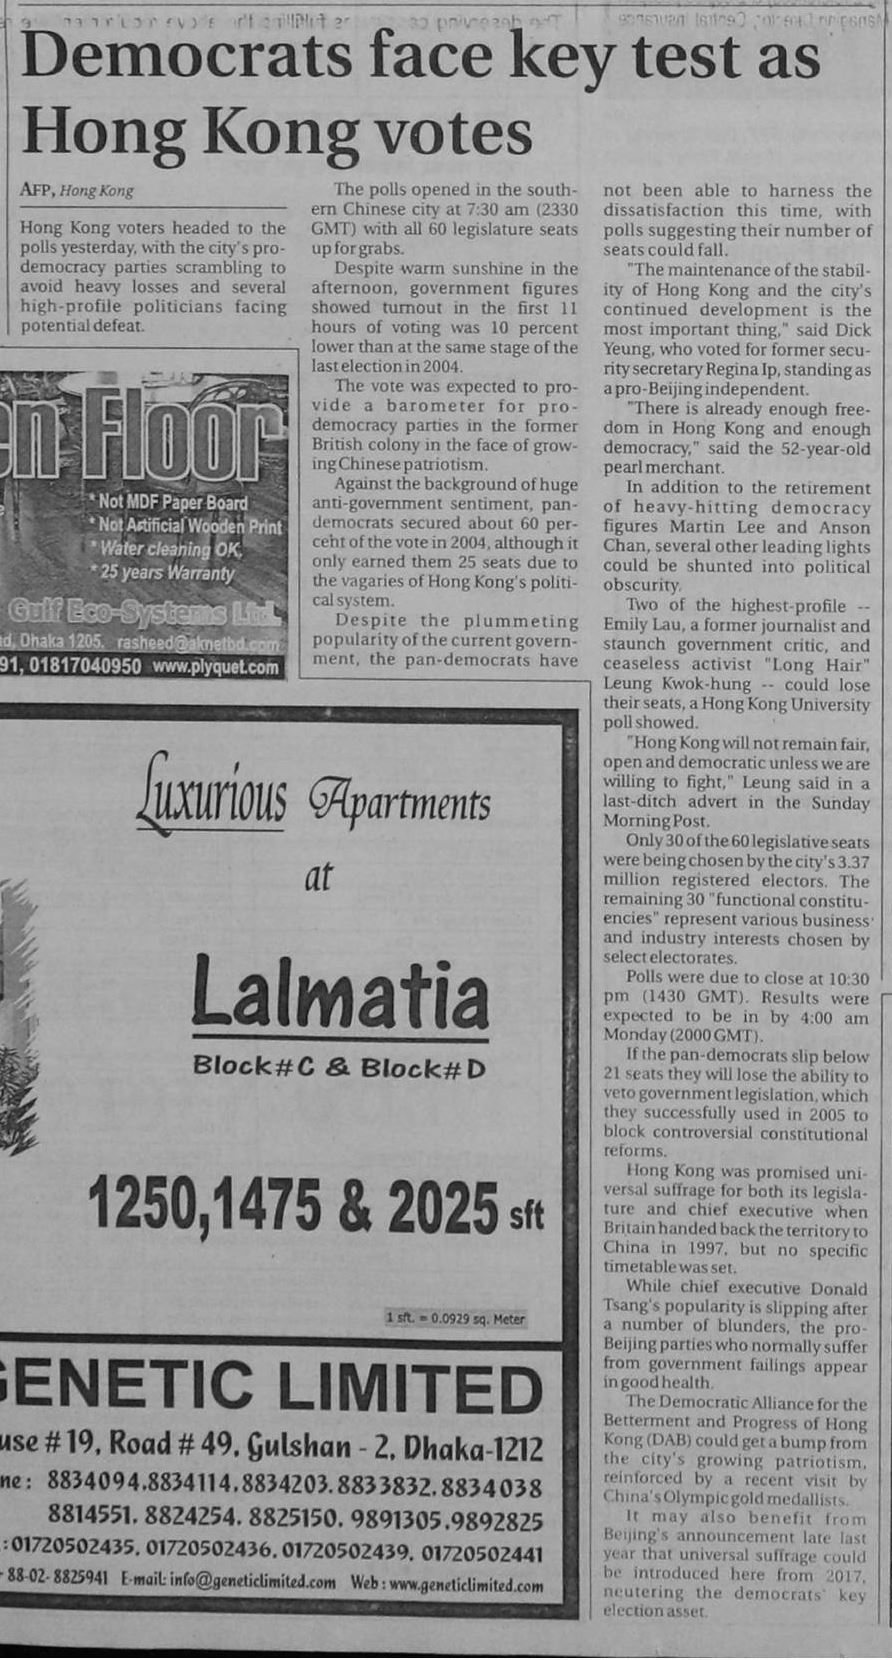 Democrats face key test as
Hong Kong votes
AFP, Hong Kong
Hong Kong voters headed to the
polls yesterday, with the city's pro-
democracy parties scrambling to
avoid heavy losses and several
high-profile politicians facing
potential defeat.
The polls opened in the south-
ern Chinese city at 7:30 am (2330
GMT) with all 60 legislature seats
up for grabs.
Despite warm sunshine in the
afternoon, government figures
showed turnout in the first 11
hours of voting was 10 percent
lower than at the same stage of the
last election in 2004.
The vote was expected to pro-
vide a barometer for pro-
democracy parties in the former
British colony in the face of grow-
ing Chinese patriotism.
Against the background of huge
anti-government sentiment, pan-
democrats secured about 60 per-
cent of the vote in 2004, although it
only earned them 25 seats due to
the vagaries of Hong Kong's politi-
cal system.
Despite the plummeting
popularity of the current govern-
ment, the pan-democrats have
not been able to harness the
dissatisfaction this time, with
polls suggesting their number of
seats could fall.
"The maintenance of the stabil-
ity of Hong Kong and the city's
continued development is the
most important thing," said Dick
Yeung, who voted for former secu-
rity secretary Regina Ip, standing as
a pro-Beijing independent.
"There is already enough free-
dom in Hong Kong and enough
democracy," said the 52-year-old
pearl merchant.
In addition to the retirement
of heavy-hitting democracy
figures Martin Lee and Anson
Chan, several other leading lights
could be shunted into political
obscurity.
Two of the highest-profile --
Emily Lau, a former journalist and
staunch government critic, and
ceaseless activist "Long Hair"
Leung Kwok-hung -- could lose
their seats, a Hong Kong University
poll showed.
"Hong Kong will not remain fair,
open and democratic unless we are
willing to fight," Leung said in a
last-ditch advert in the Sunday
Morning Post.
Only 30 of the 60 legislative seats
were being chosen by the city's 3.37
million registered electors. The
remaining 30 "functional constitu-
encies" represent various business
and industry interests chosen by
select electorates.
Polls were due to close at 10:30
pm (1430 GMT). Results were
expected to be in by 4:00 am
Monday (2000 GMT).
If the pan-democrats slip below
21 seats they will lose the ability to
veto government legislation, which
they successfully used in 2005 to
block controversial constitutional
reforms.
Hong Kong was promised uni-
versal suffrage for both its legisla-
ture and chief executive when
Britain handed back the territory to
China in 1997, but no specific
timetable was set.
While chief executive Donald
Tsang's popularity is slipping after
a number of blunders, the pro-
Beijing parties who normally suffer
from government failings appear
in good health.
The Democratic Alliance for the
Betterment and Progress of Hong
Kong (DAB) could get a bump from
the city's growing patriotism,
reinforced by a recent visit by
China's Olympic gold medallists.
It may also benefit from
Beijing's announcement late last
year that universal suffrage could
be introduced here from 2017,
neutering the democrats' key
election asset.
en Floor
* Not MDF Paper Board
* Not Artificial Wooden Print
* Water cleaning OK,
* 25 years Warranty
Gulf Eco-Systems Ltd.
d, Dhaka 1205. rasheed@aknetbd.com
91, 01817040950 www.plyquet.com
Luxurious Apartments
at
Lalmatia
Block#C & Block#D
1250,1475 & 2025 sft
1 sft. = 0.0929 sq. Meter
GENETIC LIMITED
use # 19, Road # 49, Gulshan - 2, Dhaka-1212
ne : 8834094,8834114,8834203,8833832,8834038
8814551, 8824254, 8825150, 9891305,9892825
:01720502435, 01720502436,01720502439, 01720502441
88-02-8825941 E-mail: info@geneticlimited.com Web : www.geneticlimited.com